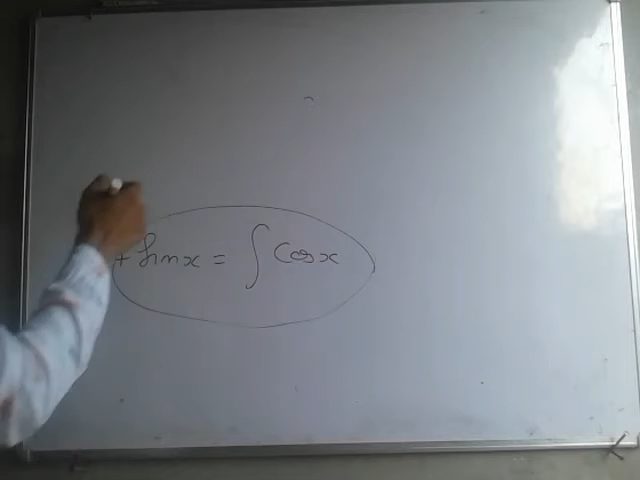 + sinx = ∫ cosx